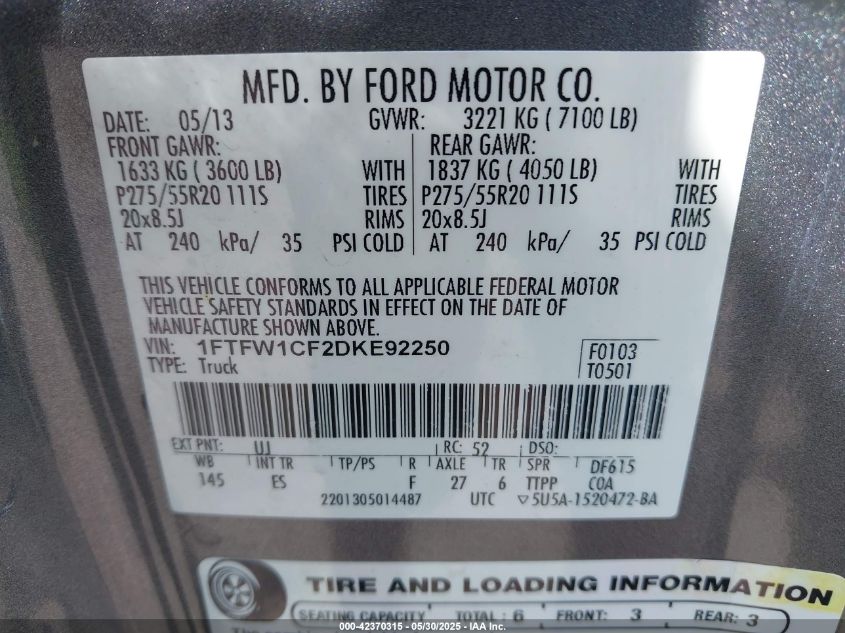 MFD. BY FORD MOTOR CO.
DATE: 05/13 GVWR: 3221 KG ( 7100 LB)
FRONT GAWR: REAR GAWR:
1633 KG ( 3600 LB) WITH 1837 KG ( 4050 LB) WITH
P275/55R20 111S TIRES P275/55R20 111S TIRES
20x8.5J RIMS 20x8.5J RIMS
AT 240 kPa/ 35 PSI COLD AT 240 kPa/ 35 PSI COLD
THIS VEHICLE CONFORMS TO ALL APPLICABLE FEDERAL MOTOR
VEHICLE SAFETY STANDARDS IN EFFECT ON THE DATE OF
MANUFACTURE SHOWN ABOVE.
VIN: 1FTFW1CF2DKE92250 F0103
TYPE: Truck T0501
EXT PNT: UJ RC: 52 DSO:
WB INT TR TP/PS R AXLE TR SPR DF615
145 ES F 27 6 TTPP COA
2201305014487 UTC ▽5U5A-1520472-BA
TIRE AND LOADING INFORMATION
SEATING CAPACITY TOTAL : 6 FRONT: 3 REAR: 3
000-42370315 - 05/30/2025 - IAA Inc.